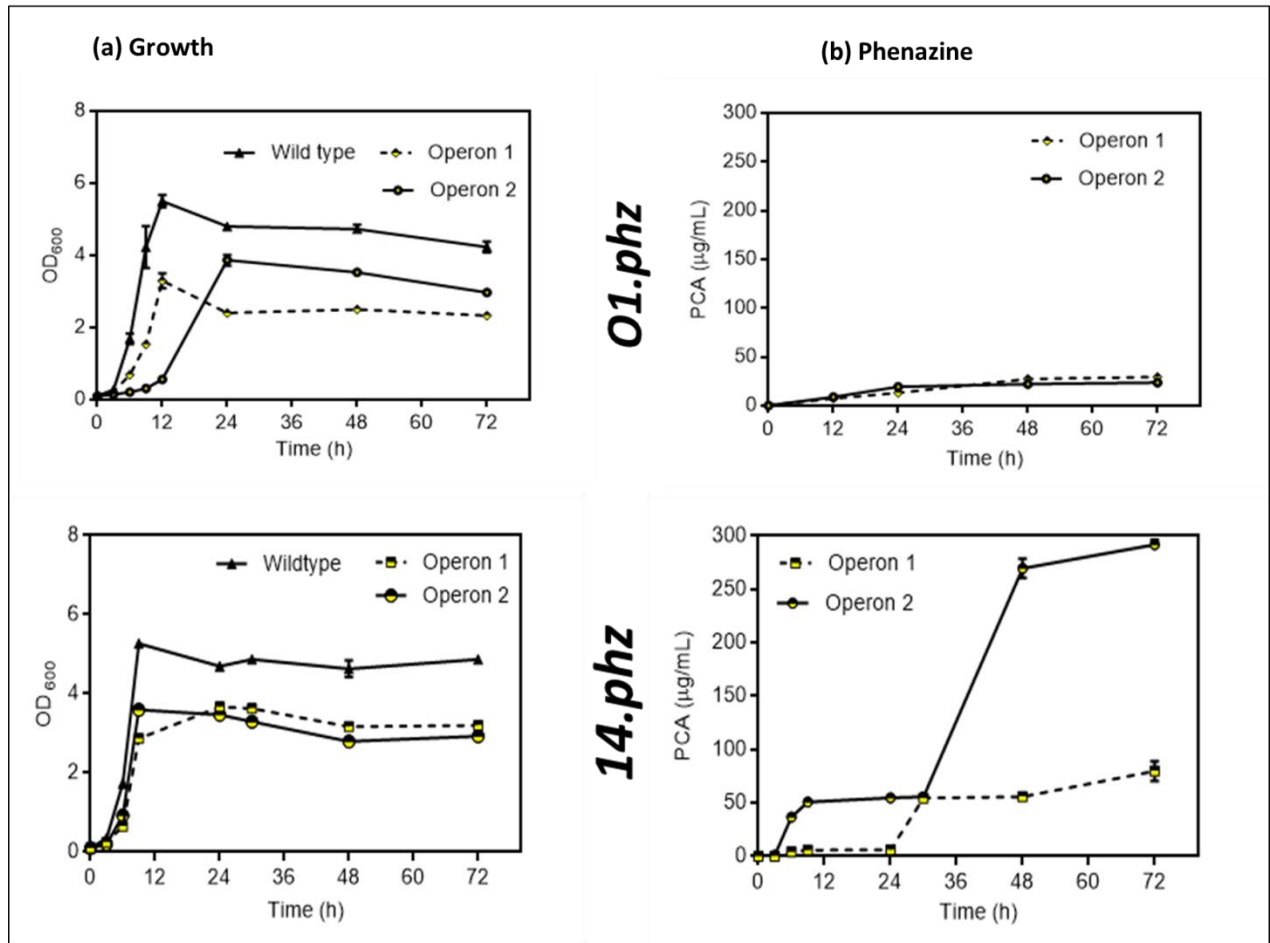 (a) Growth
(b) Phenazine
8
6
4
2
0
OD600
Wild type
Operon 1
Operon 2
0 12 24 36 48 60 72
Time (h)
O1.phz
300
250
200
150
100
50
0
PCA (µg/mL)
Operon 1
Operon 2
0 12 24 36 48 60 72
Time (h)
8
6
4
2
0
OD600
Wildtype
Operon 1
Operon 2
0 12 24 36 48 60 72
Time (h)
14.phz
300
250
200
150
100
50
0
PCA (µg/mL)
Operon 1
Operon 2
0 12 24 36 48 60 72
Time (h)